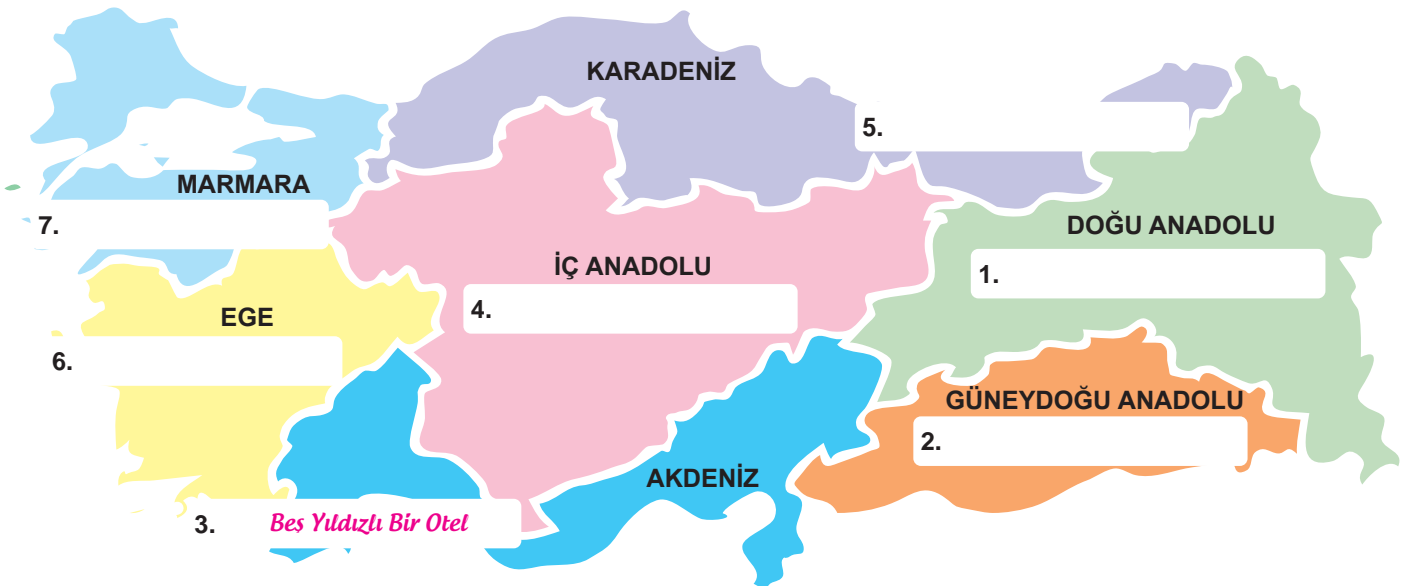 KARADENİZ
5.
MARMARA
7.
DOĞU ANADOLU
İÇ ANADOLU
1.
4.
EGE
6.
GÜNEYDOĞU ANADOLU
2.
AKDENİZ
3. Beş Yıldızlı Bir Otel